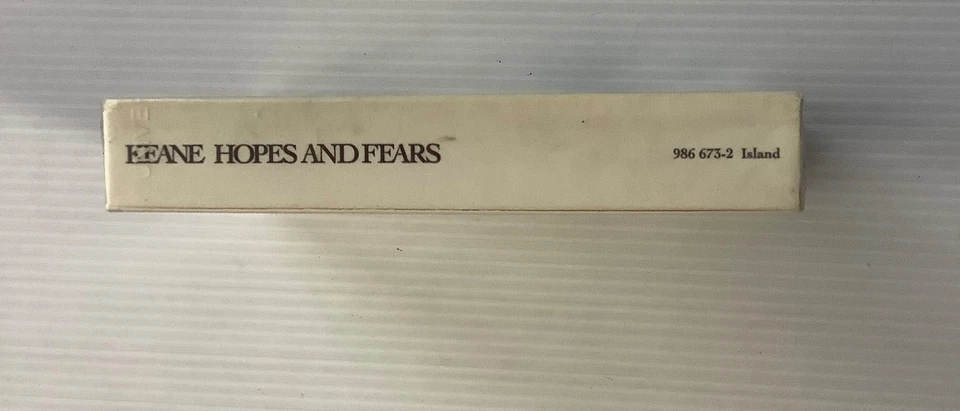 KEANE HOPES AND FEARS
986 673-2 Island